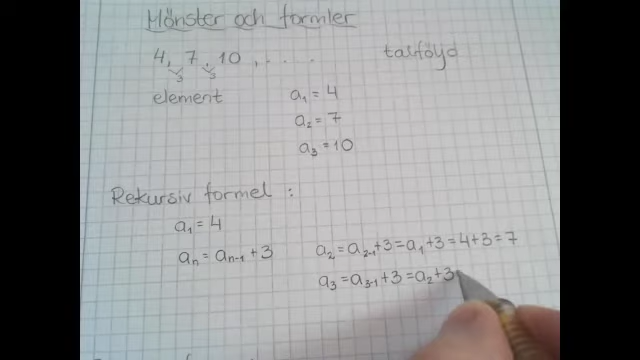 Mönster och formler
4, 7, 10, . . . . talföljd
3 3
element a₁ = 4
a₂ = 7
a₃ = 10
Rekursiv formel :
a₁ = 4
aₙ = aₙ₋₁ + 3 a₂ = a₂₋₁ + 3 = a₁ + 3 = 4 + 3 = 7
a₃ = a₃₋₁ + 3 = a₂ + 3